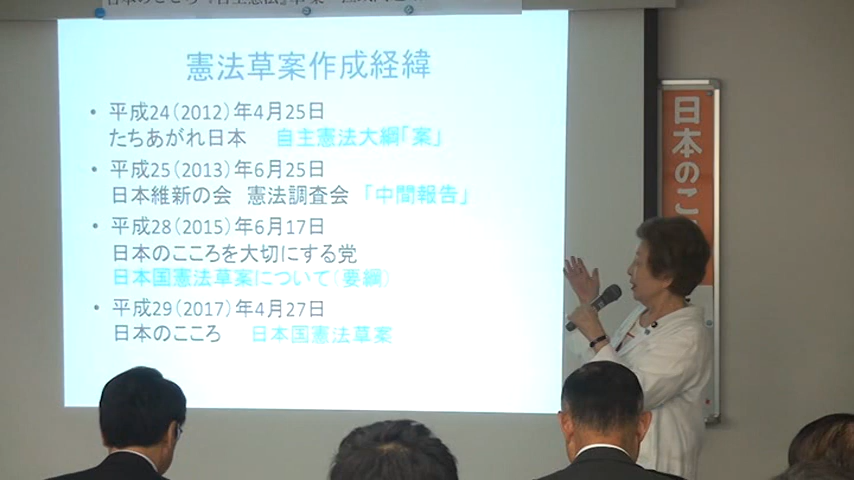 憲法草案作成経緯
• 平成24(2012)年4月25日
たちあがれ日本　自主憲法大綱「案」
• 平成25(2013)年6月25日
日本維新の会　憲法調査会　「中間報告」
• 平成28(2015)年6月17日
日本のこころを大切にする党
日本国憲法草案について(要綱)
• 平成29(2017)年4月27日
日本のこころ　日本国憲法草案
日本のこ